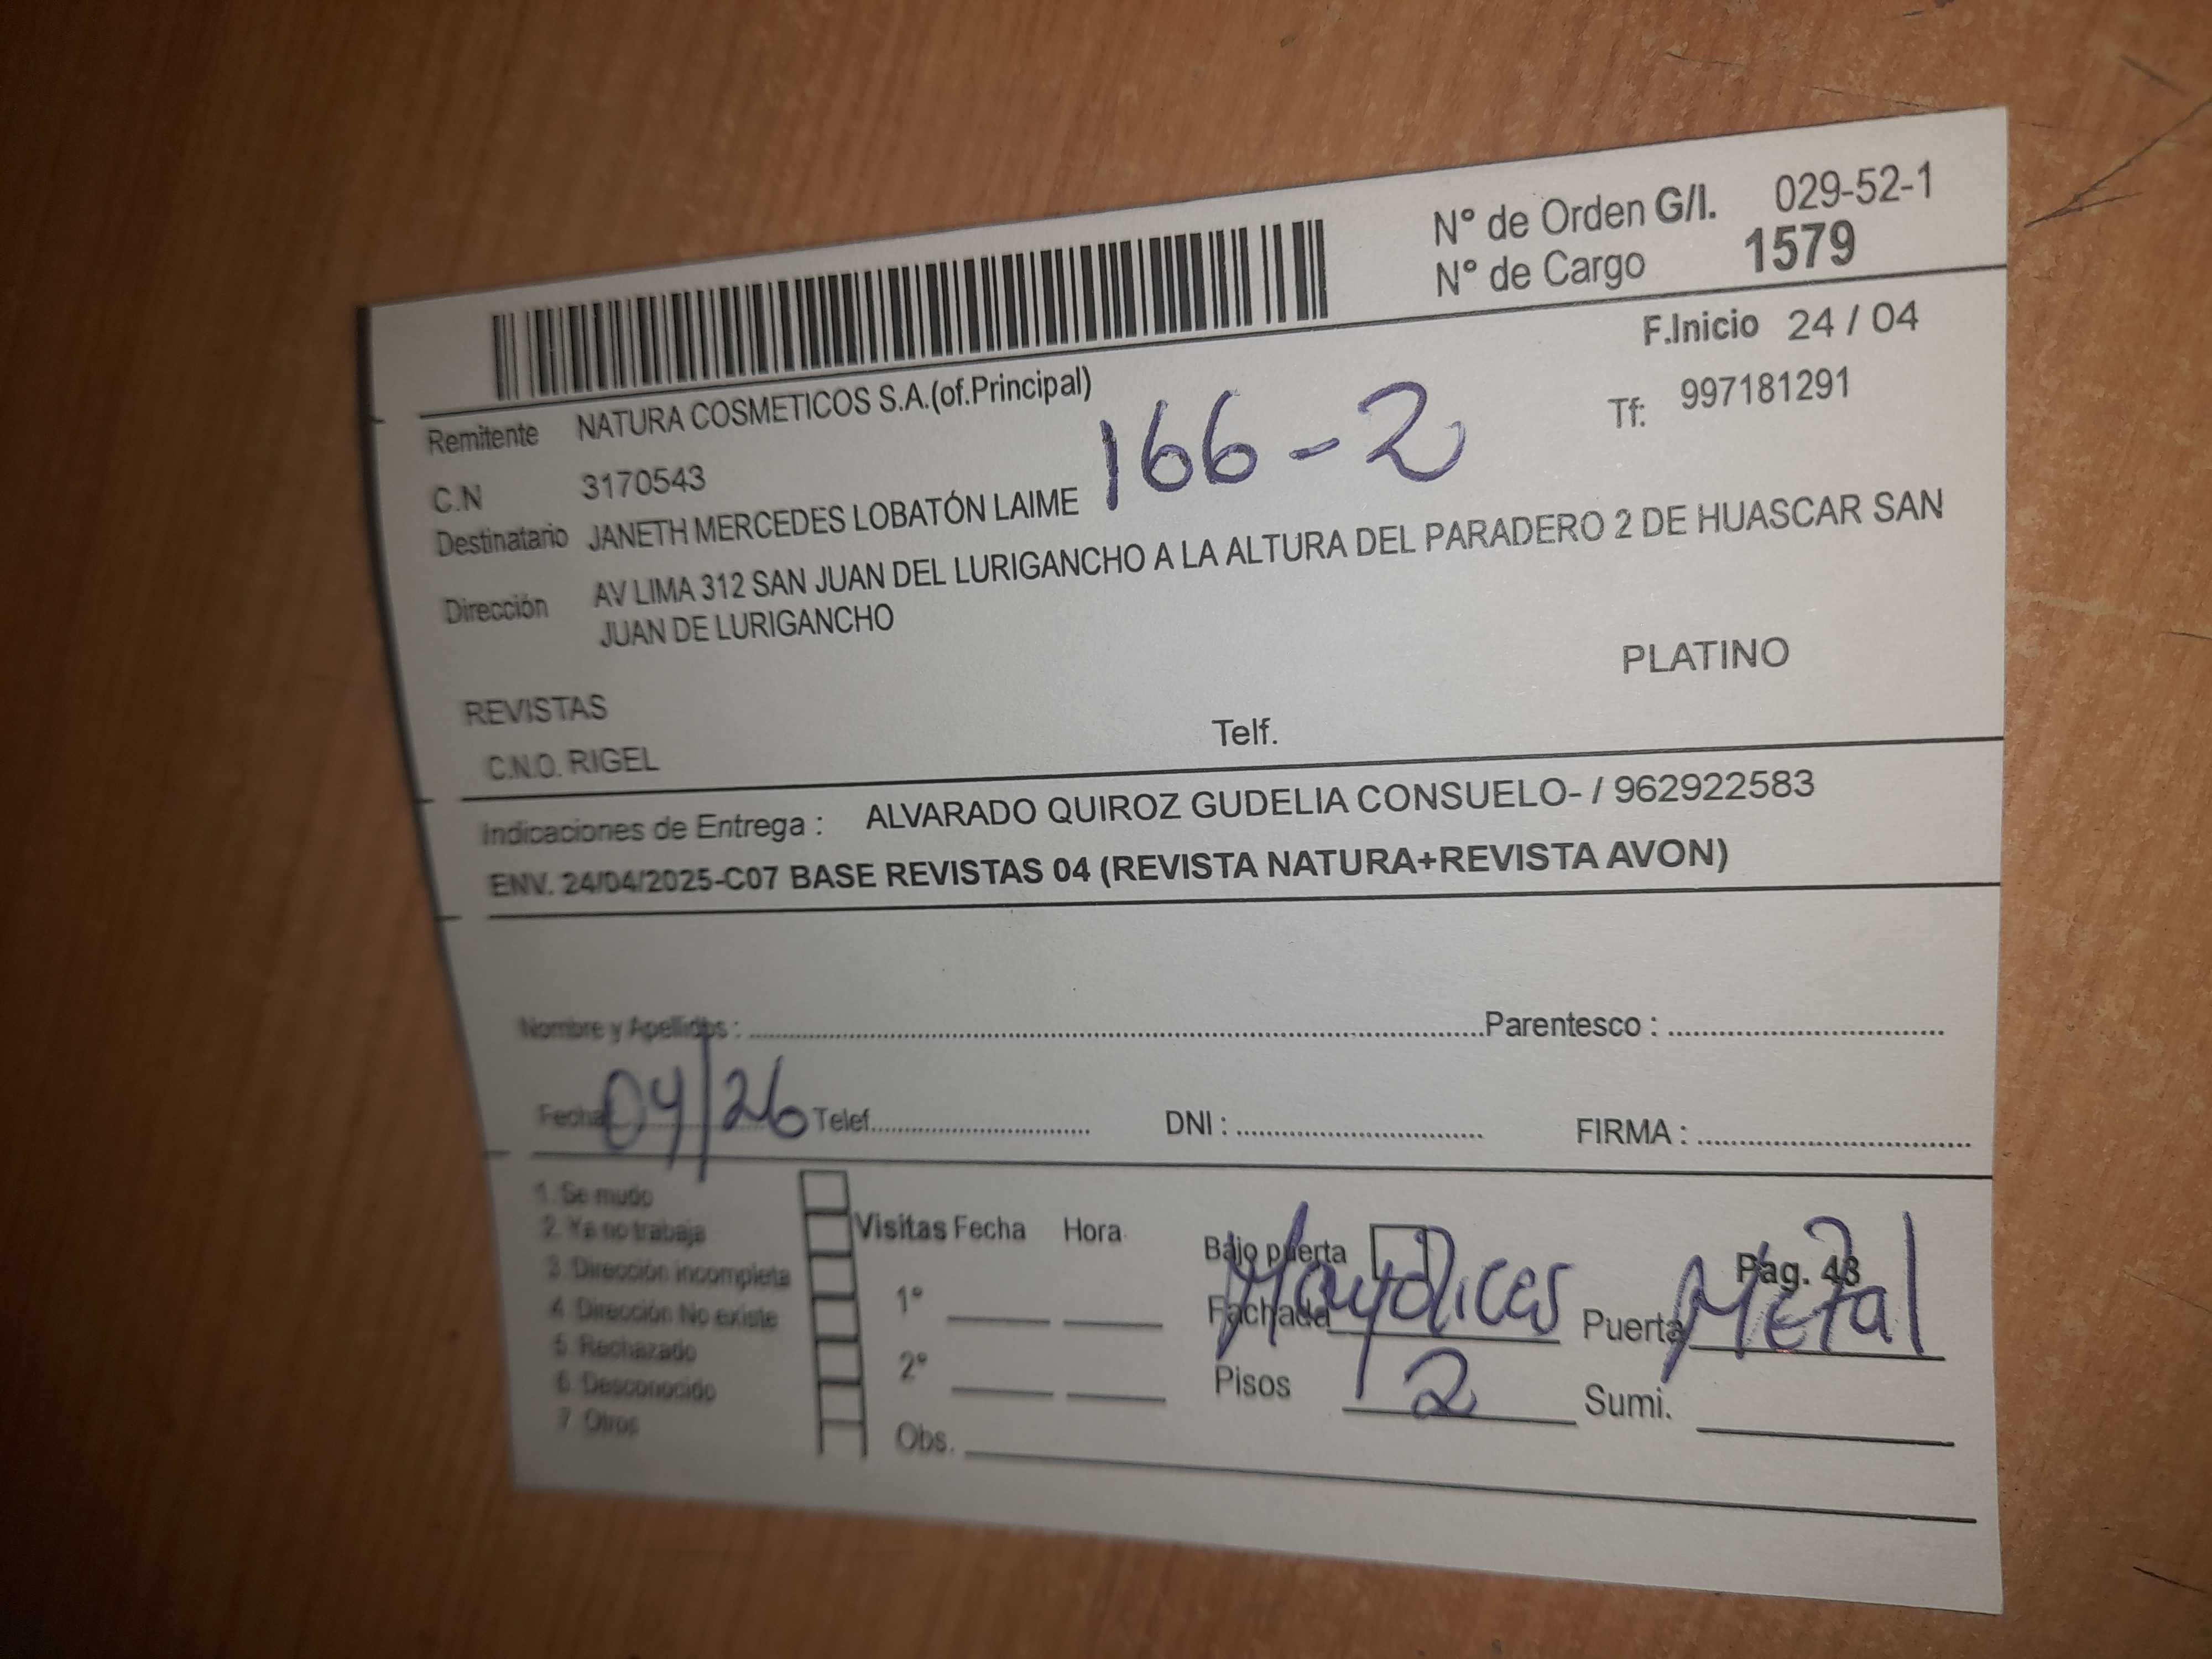 N° de Orden G/I. 029-52-1
N° de Cargo 1579
F.Inicio 24 / 04
Remitente NATURA COSMETICOS S.A.(of.Principal)
Tf: 997181291
C.N 3170543
166-2
Destinatario JANETH MERCEDES LOBATÓN LAIME
Dirección AV LIMA 312 SAN JUAN DEL LURIGANCHO A LA ALTURA DEL PARADERO 2 DE HUASCAR SAN
JUAN DE LURIGANCHO
PLATINO
REVISTAS
C.N.O. RIGEL Telf.
Indicaciones de Entrega : ALVARADO QUIROZ GUDELIA CONSUELO- / 962922583
ENV. 24/04/2025-C07 BASE REVISTAS 04 (REVISTA NATURA+REVISTA AVON)
Nombre y Apellidos : Parentesco :
Fecha 04/26 Telef. DNI : FIRMA :
1. Se mudo
2. Ya no trabaja
3. Dirección incompleta
4. Dirección No existe
5. Rechazado
6. Desconocido
7. Otros
Visitas Fecha Hora
1°
2°
Obs.
Bajo puerta Pag. 43
Fachada Mayolicas Puerta Metal
Pisos 2 Sumi.